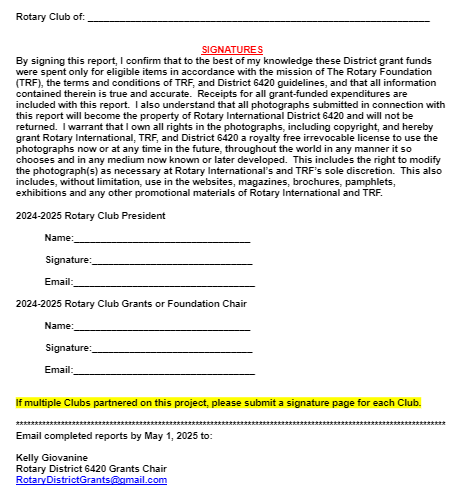 Rotary Club of: _______________________________________________________________
SIGNATURES
By signing this report, I confirm that to the best of my knowledge these District grant funds
were spent only for eligible items in accordance with the mission of The Rotary Foundation
(TRF), the terms and conditions of TRF, and District 6420 guidelines, and that all information
contained therein is true and accurate.  Receipts for all grant-funded expenditures are
included with this report.  I also understand that all photographs submitted in connection with
this report will become the property of Rotary International District 6420 and will not be
returned.  I warrant that I own all rights in the photographs, including copyright, and hereby
grant Rotary International, TRF, and District 6420 a royalty free irrevocable license to use the
photographs now or at any time in the future, throughout the world in any manner it so
chooses and in any medium now known or later developed.  This includes the right to modify
the photograph(s) as necessary at Rotary International's and TRF's sole discretion.  This also
includes, without limitation, use in the websites, magazines, brochures, pamphlets,
exhibitions and any other promotional materials of Rotary International and TRF.
2024-2025 Rotary Club President
Name:________________________________
Signature:_____________________________
Email:________________________________
2024-2025 Rotary Club Grants or Foundation Chair
Name:________________________________
Signature:_____________________________
Email:________________________________
If multiple Clubs partnered on this project, please submit a signature page for each Club.
**************************************************************************************************************
Email completed reports by May 1, 2025 to:
Kelly Giovanine
Rotary District 6420 Grants Chair
RotaryDistrictGrants@gmail.com